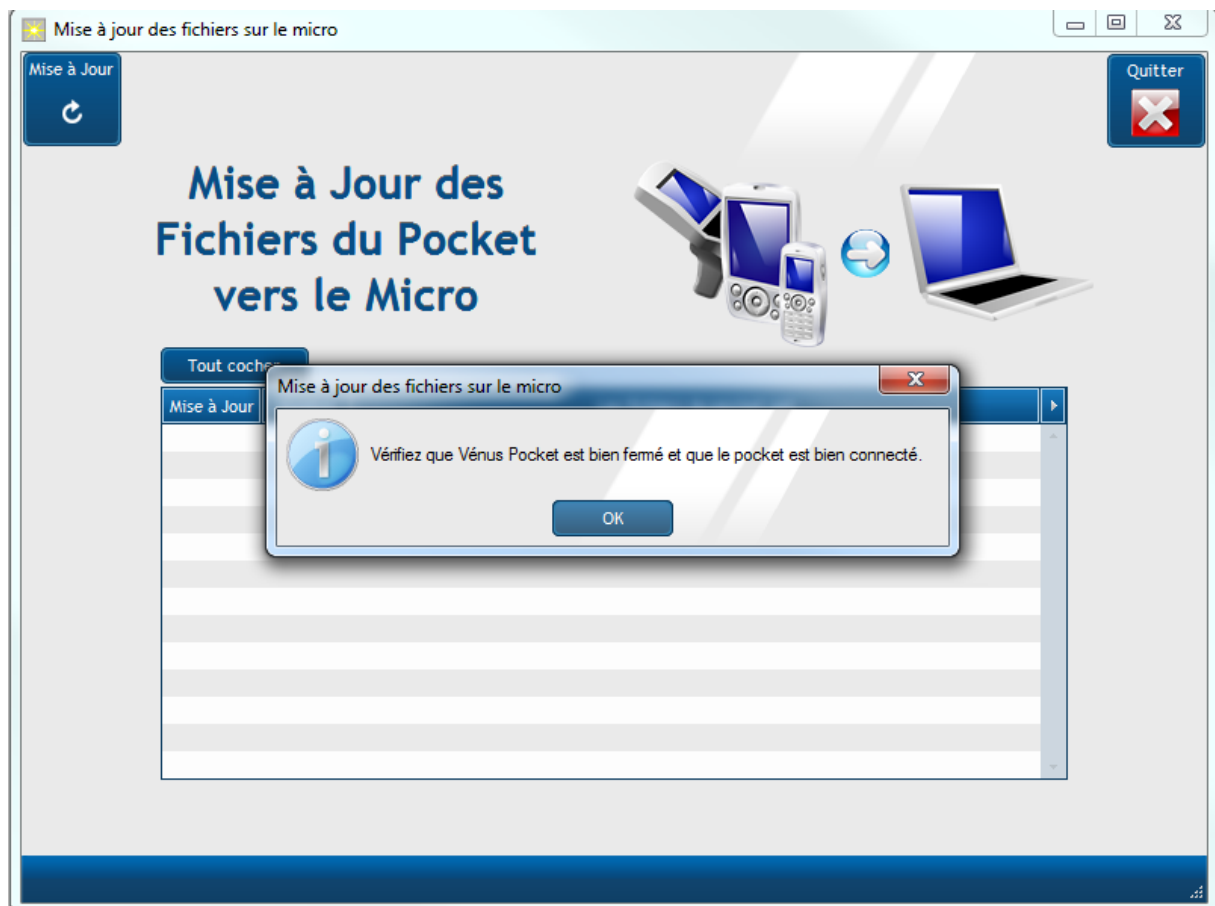 Mise à jour des fichiers sur le micro
Mise à Jour
Quitter
Mise à Jour des
Fichiers du Pocket
vers le Micro
Tout
Mise à jour des fichiers sur le micro
Mise à Jour
Vérifiez que Vénus Pocket est bien fermé et que le pocket est bien connecté.
OK